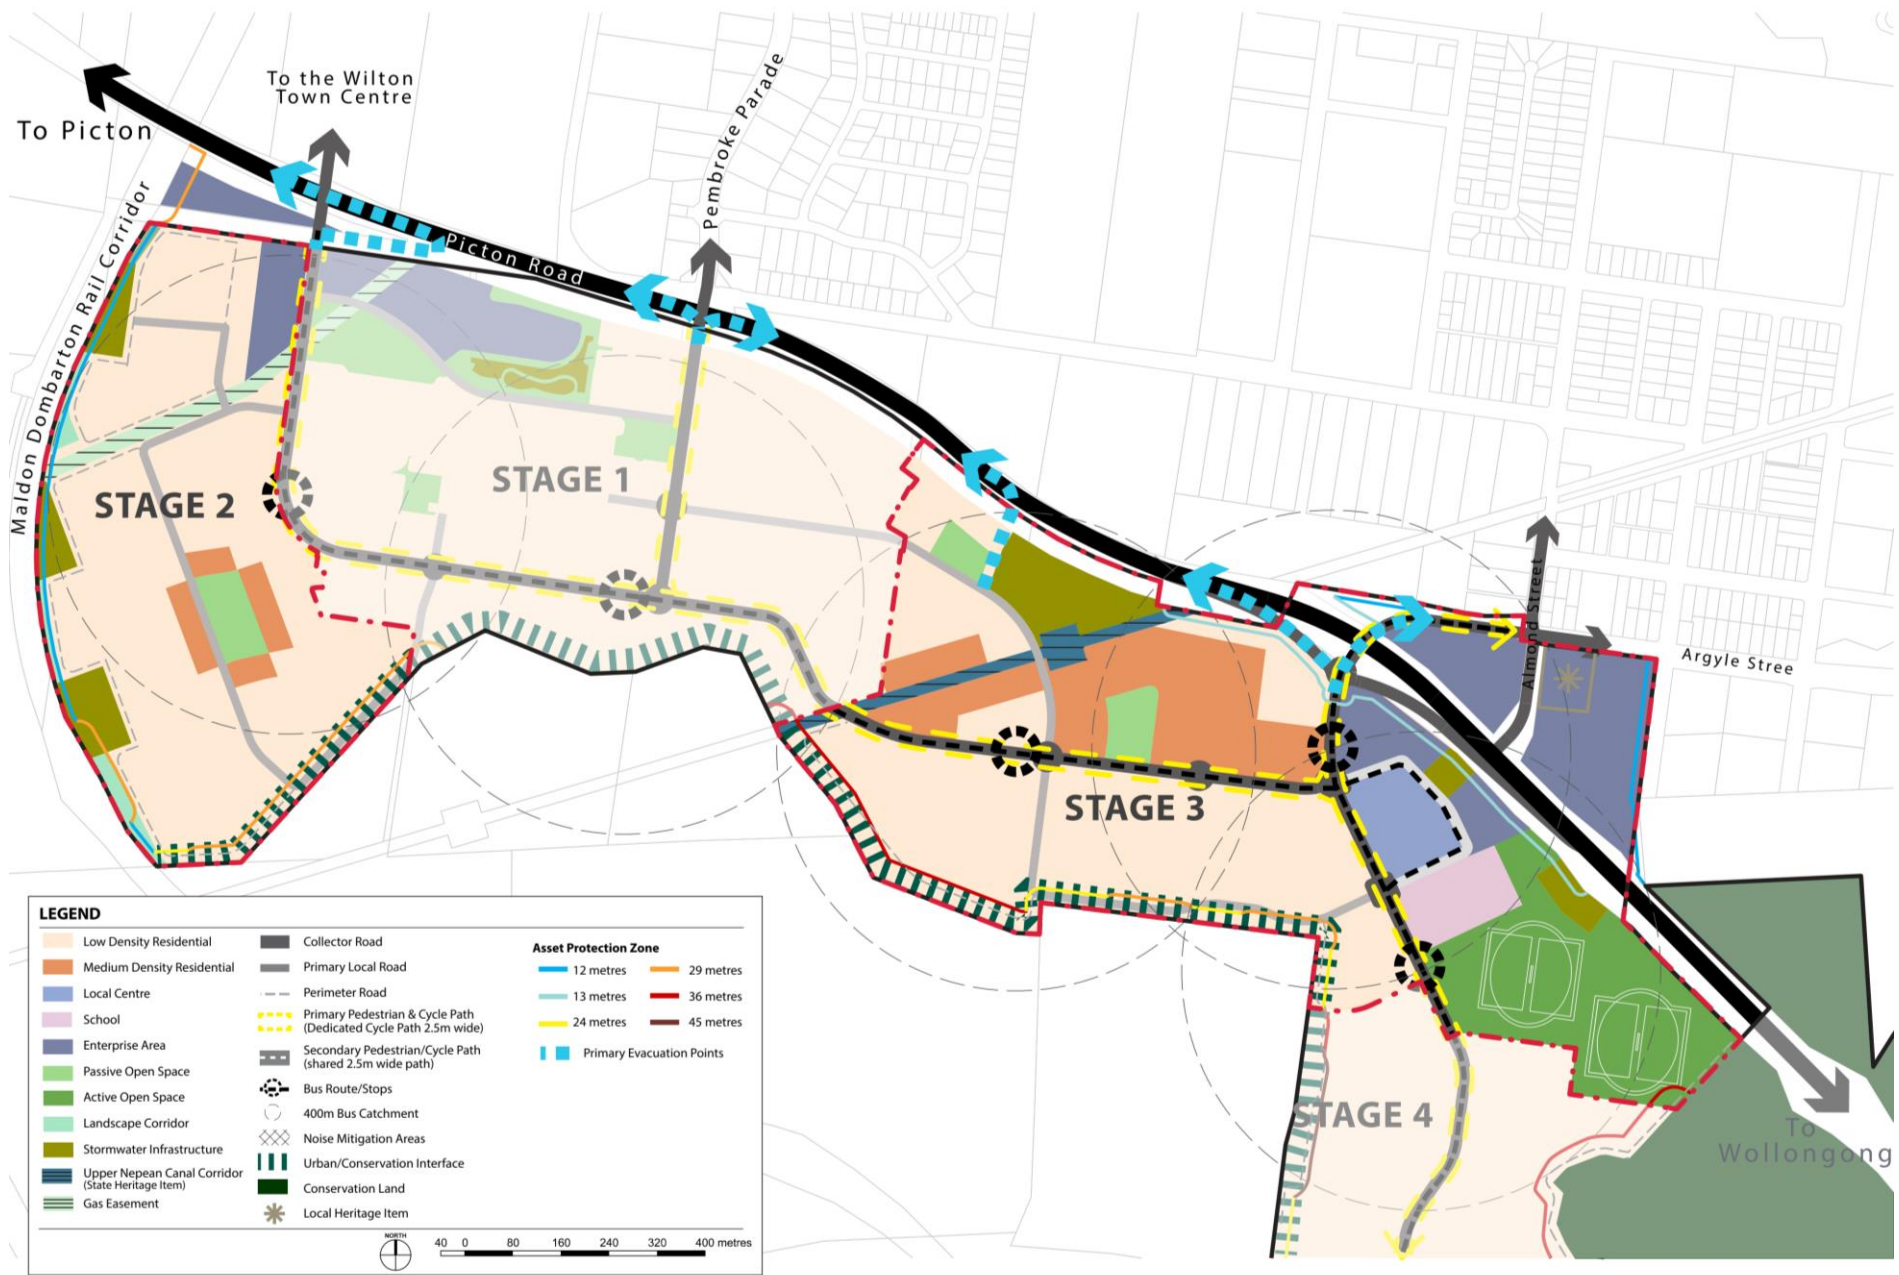 To the Wilton
Town Centre
To Picton
Pembroke Parade
Maldon Dombarton Rail Corridor
Picton Road
STAGE 1
STAGE 2
Almond Street
Argyle Stree
STAGE 3
STAGE 4
To
Wollongong
LEGEND
Low Density Residential
Medium Density Residential
Local Centre
School
Enterprise Area
Passive Open Space
Active Open Space
Landscape Corridor
Stormwater Infrastructure
Upper Nepean Canal Corridor
(State Heritage Item)
Gas Easement
Collector Road
Primary Local Road
Perimeter Road
Primary Pedestrian & Cycle Path
(Dedicated Cycle Path 2.5m wide)
Secondary Pedestrian/Cycle Path
(shared 2.5m wide path)
Bus Route/Stops
400m Bus Catchment
Noise Mitigation Areas
Urban/Conservation Interface
Conservation Land
Local Heritage Item
Asset Protection Zone
12 metres
13 metres
24 metres
29 metres
36 metres
45 metres
Primary Evacuation Points
NORTH
40 0 80 160 240 320 400 metres